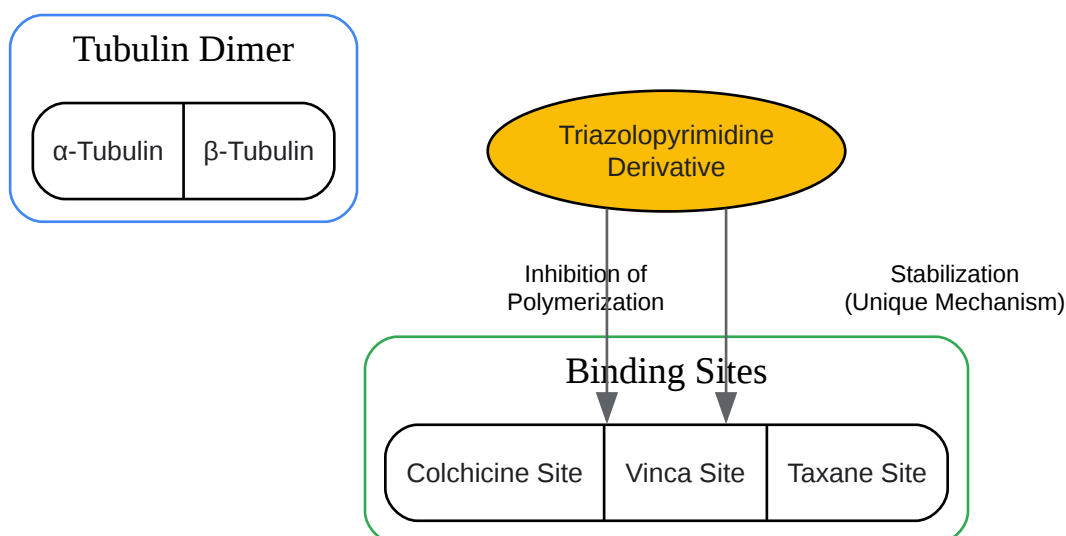 Tubulin Dimer
α-Tubulin
β-Tubulin
Triazolopyrimidine
Derivative
Inhibition of
Polymerization
Stabilization
(Unique Mechanism)
Binding Sites
Colchicine Site
Vinca Site
Taxane Site